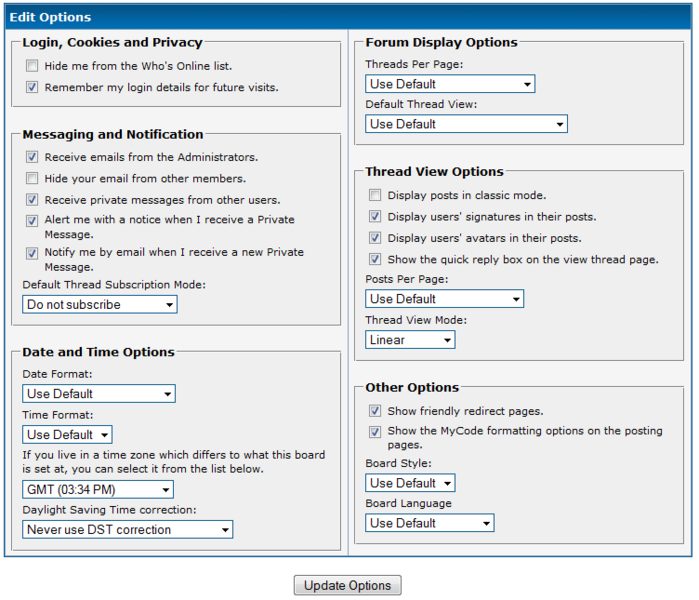 Edit Options
Login, Cookies and Privacy
Hide me from the Who's Online list.
Remember my login details for future visits.
Messaging and Notification
Receive emails from the Administrators.
Hide your email from other members.
Receive private messages from other users.
Alert me with a notice when I receive a Private
Message.
Notify me by email when I receive a new Private
Message.
Default Thread Subscription Mode:
Do not subscribe
Date and Time Options
Date Format:
Use Default
Time Format:
Use Default
If you live in a time zone which differs to what this board
is set at, you can select it from the list below.
GMT (03:34 PM)
Daylight Saving Time correction:
Never use DST correction
Forum Display Options
Threads Per Page:
Use Default
Default Thread View:
Use Default
Thread View Options
Display posts in classic mode.
Display users' signatures in their posts.
Display users' avatars in their posts.
Show the quick reply box on the view thread page.
Posts Per Page:
Use Default
Thread View Mode:
Linear
Other Options
Show friendly redirect pages.
Show the MyCode formatting options on the posting
pages.
Board Style:
Use Default
Board Language
Use Default
Update Options